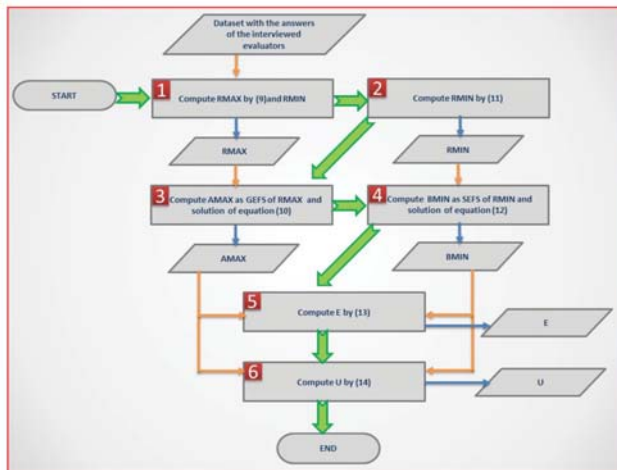 Dataset with the answers
of the interviewed
evaluators
START
1
Compute RMAX by (9)and RMIN
2
Compute RMIN by (11)
RMAX
RMIN
3
Compute AMAX as GEFS of RMAX and
solution of equation (10)
4
Compute BMIN as SEFS of RMIN and
solution of equation (12)
AMAX
BMIN
5
Compute E by (13)
E
6
Compute U by (14)
U
END